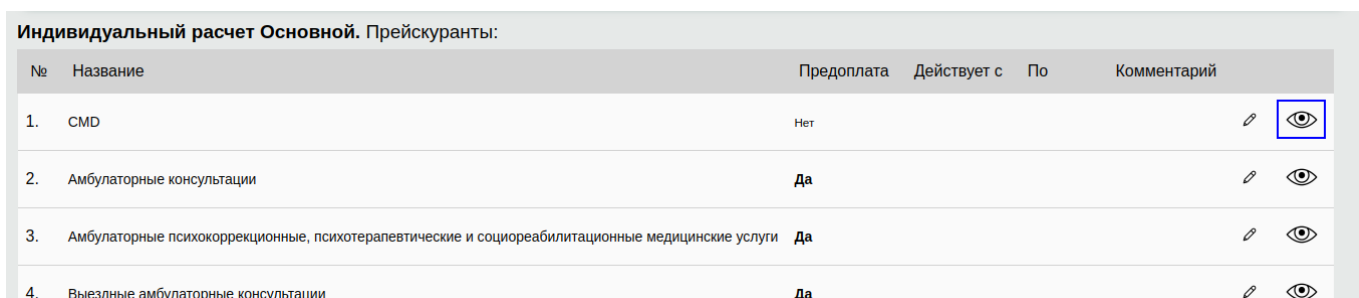 Индивидуальный расчет Основной. Прейскуранты:
№ Название Предоплата Действует с По Комментарий
1. CMD Нет
2. Амбулаторные консультации Да
3. Амбулаторные психокоррекционные, психотерапевтические и социореабилитационные медицинские услуги Да
4. Выездные амбулаторные консультации Да